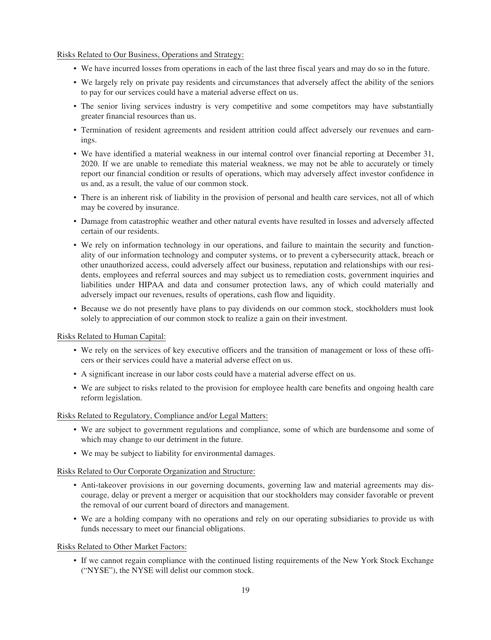 Risks Related to Our Business, Operations and Strategy:
• We have incurred losses from operations in each of the last three fiscal years and may do so in the future.
• We largely rely on private pay residents and circumstances that adversely affect the ability of the seniors
to pay for our services could have a material adverse effect on us.
• The senior living services industry is very competitive and some competitors may have substantially
greater financial resources than us.
• Termination of resident agreements and resident attrition could affect adversely our revenues and earn-
ings.
• We have identified a material weakness in our internal control over financial reporting at December 31,
2020. If we are unable to remediate this material weakness, we may not be able to accurately or timely
report our financial condition or results of operations, which may adversely affect investor confidence in
us and, as a result, the value of our common stock.
• There is an inherent risk of liability in the provision of personal and health care services, not all of which
may be covered by insurance.
• Damage from catastrophic weather and other natural events have resulted in losses and adversely affected
certain of our residents.
• We rely on information technology in our operations, and failure to maintain the security and function-
ality of our information technology and computer systems, or to prevent a cybersecurity attack, breach or
other unauthorized access, could adversely affect our business, reputation and relationships with our resi-
dents, employees and referral sources and may subject us to remediation costs, government inquiries and
liabilities under HIPAA and data and consumer protection laws, any of which could materially and
adversely impact our revenues, results of operations, cash flow and liquidity.
• Because we do not presently have plans to pay dividends on our common stock, stockholders must look
solely to appreciation of our common stock to realize a gain on their investment.
Risks Related to Human Capital:
• We rely on the services of key executive officers and the transition of management or loss of these offi-
cers or their services could have a material adverse effect on us.
• A significant increase in our labor costs could have a material adverse effect on us.
• We are subject to risks related to the provision for employee health care benefits and ongoing health care
reform legislation.
Risks Related to Regulatory, Compliance and/or Legal Matters:
• We are subject to government regulations and compliance, some of which are burdensome and some of
which may change to our detriment in the future.
• We may be subject to liability for environmental damages.
Risks Related to Our Corporate Organization and Structure:
• Anti-takeover provisions in our governing documents, governing law and material agreements may dis-
courage, delay or prevent a merger or acquisition that our stockholders may consider favorable or prevent
the removal of our current board of directors and management.
• We are a holding company with no operations and rely on our operating subsidiaries to provide us with
funds necessary to meet our financial obligations.
Risks Related to Other Market Factors:
• If we cannot regain compliance with the continued listing requirements of the New York Stock Exchange
(“NYSE”), the NYSE will delist our common stock.
19